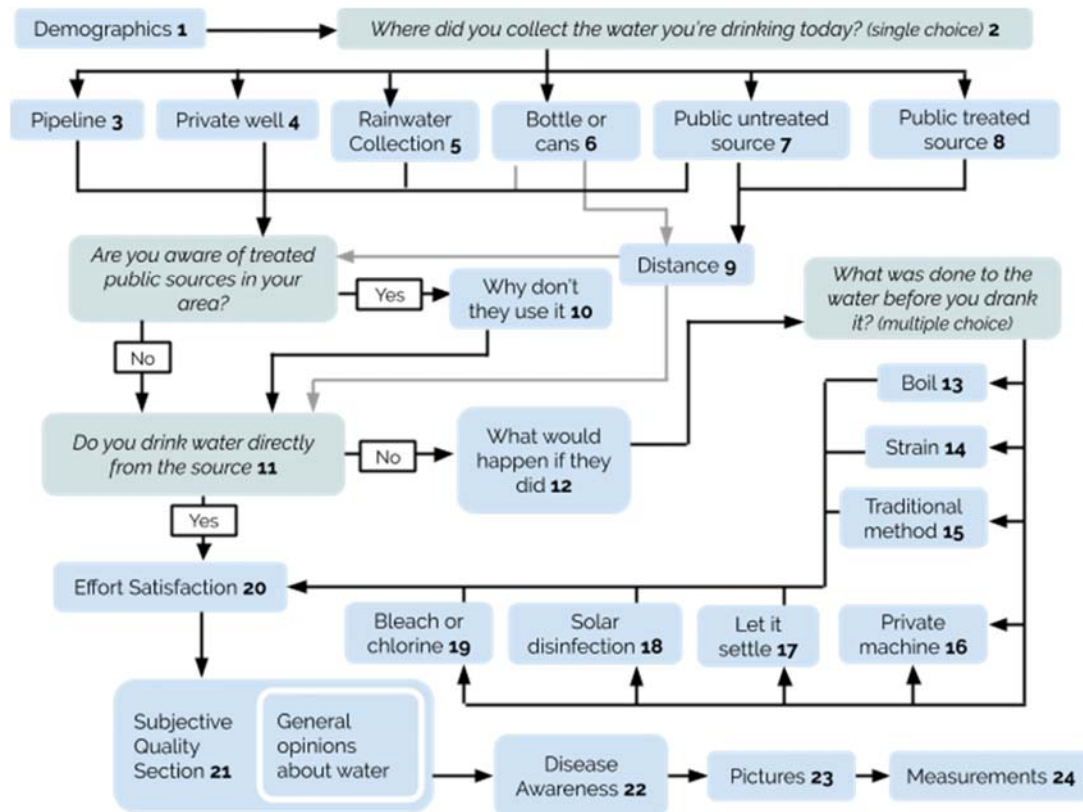 Demographics 1
Where did you collect the water you're drinking today? (single choice) 2
Pipeline 3
Private well 4
Rainwater
Collection 5
Bottle or
cans 6
Public untreated
source 7
Public treated
source 8
Are you aware of treated
public sources in your
area?
Distance 9
Yes
Why don't
they use it 10
What was done to the
water before you drank
it? (multiple choice)
No
Boil 13
Do you drink water directly
from the source 11
No
What would
happen if they
did 12
Strain 14
Traditional
method 15
Yes
Effort Satisfaction 20
Bleach or
chlorine 19
Solar
disinfection 18
Let it
settle 17
Private
machine 16
Subjective
Quality
Section 21
General
opinions
about water
Disease
Awareness 22
Pictures 23
Measurements 24